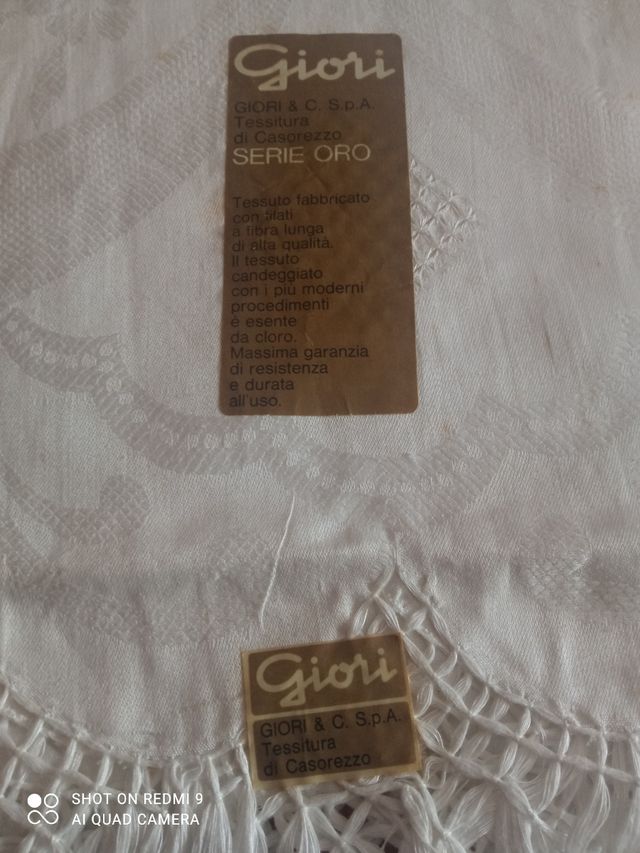 Giori
GIORI & C. S.p.A.
Tessitura
di Casorezzo
SERIE ORO
Tessuto fabbricato
con filati
a fibra lunga
di alta qualità.
Il tessuto
candeggiato
con i più moderni
procedimenti
è esente
da cloro.
Massima garanzia
di resistenza
e durata
all'uso.
Giori
GIORI & C. S.p.A.
Tessitura
di Casorezzo
SHOT ON REDMI 9
AI QUAD CAMERA